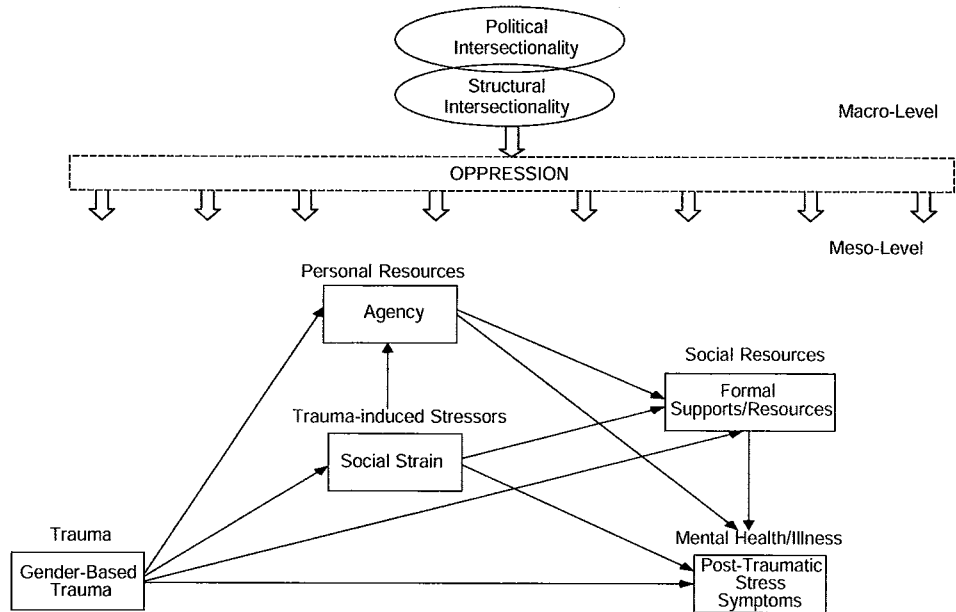 Political
Intersectionality
Structural
Intersectionality
Macro-Level
OPPRESSION
Meso-Level
Personal Resources
Agency
Social Resources
Formal
Supports/Resources
Trauma-induced Stressors
Social Strain
Trauma
Gender-Based
Trauma
Mental Health/Illness
Post-Traumatic
Stress
Symptoms